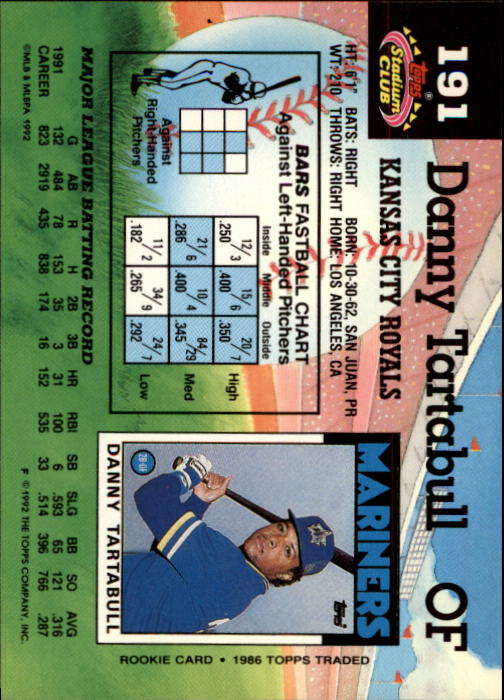 191
Topps®
Stadium
CLUB
Danny Tartabull OF
KANSAS CITY ROYALS
HT: 6'1" BATS: RIGHT BORN: 10-30-62, SAN JUAN, PR
WT: 210 THROWS: RIGHT HOME: LOS ANGELES, CA
BARS FASTBALL CHART
Against Left-Handed Pitchers
Inside Middle Outside
12/3 15/6 20/7 High
.250 .400 .350
21/6 10/4 84/29 Med
.286 .400 .345
11/2 34/9 24/7 Low
.182 .265 .292
Against
Right-Handed
Pitchers
MARINERS
Topps
2B-OF
DANNY TARTABULL
ROOKIE CARD • 1986 TOPPS TRADED
MAJOR LEAGUE BATTING RECORD
G AB R H 2B 3B HR RBI SB SLG BB SO AVG
1991 132 484 78 153 35 3 31 100 6 .593 65 121 .316
CAREER 823 2919 435 838 174 16 152 535 33 .514 396 766 .287
©MLB & MLBPA 1992
F © 1992 THE TOPPS COMPANY, INC.